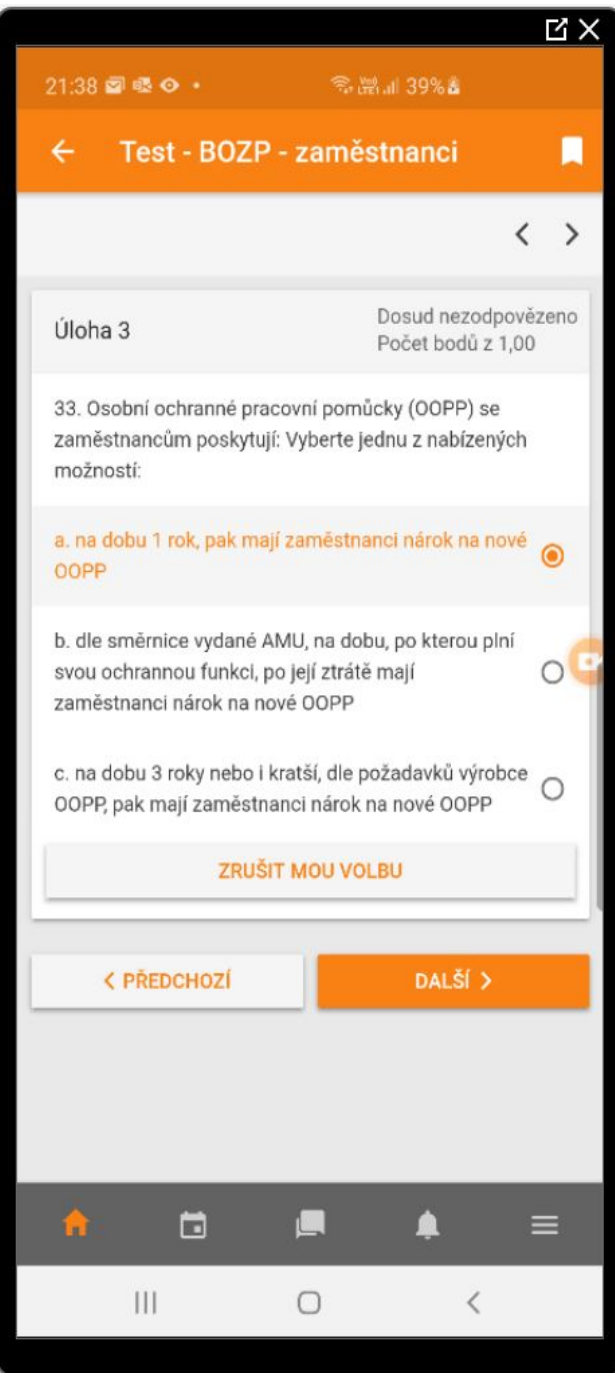 21:38
39%
Test - BOZP - zaměstnanci
Úloha 3
Dosud nezodpovězeno
Počet bodů z 1,00
33. Osobní ochranné pracovní pomůcky (OOPP) se
zaměstnancům poskytují: Vyberte jednu z nabízených
možností:
a. na dobu 1 rok, pak mají zaměstnanci nárok na nové
OOPP
b. dle směrnice vydané AMU, na dobu, po kterou plní
svou ochrannou funkci, po její ztrátě mají
zaměstnanci nárok na nové OOPP
c. na dobu 3 roky nebo i kratší, dle požadavků výrobce
OOPP, pak mají zaměstnanci nárok na nové OOPP
ZRUŠIT MOU VOLBU
PŘEDCHOZÍ
DALŠÍ